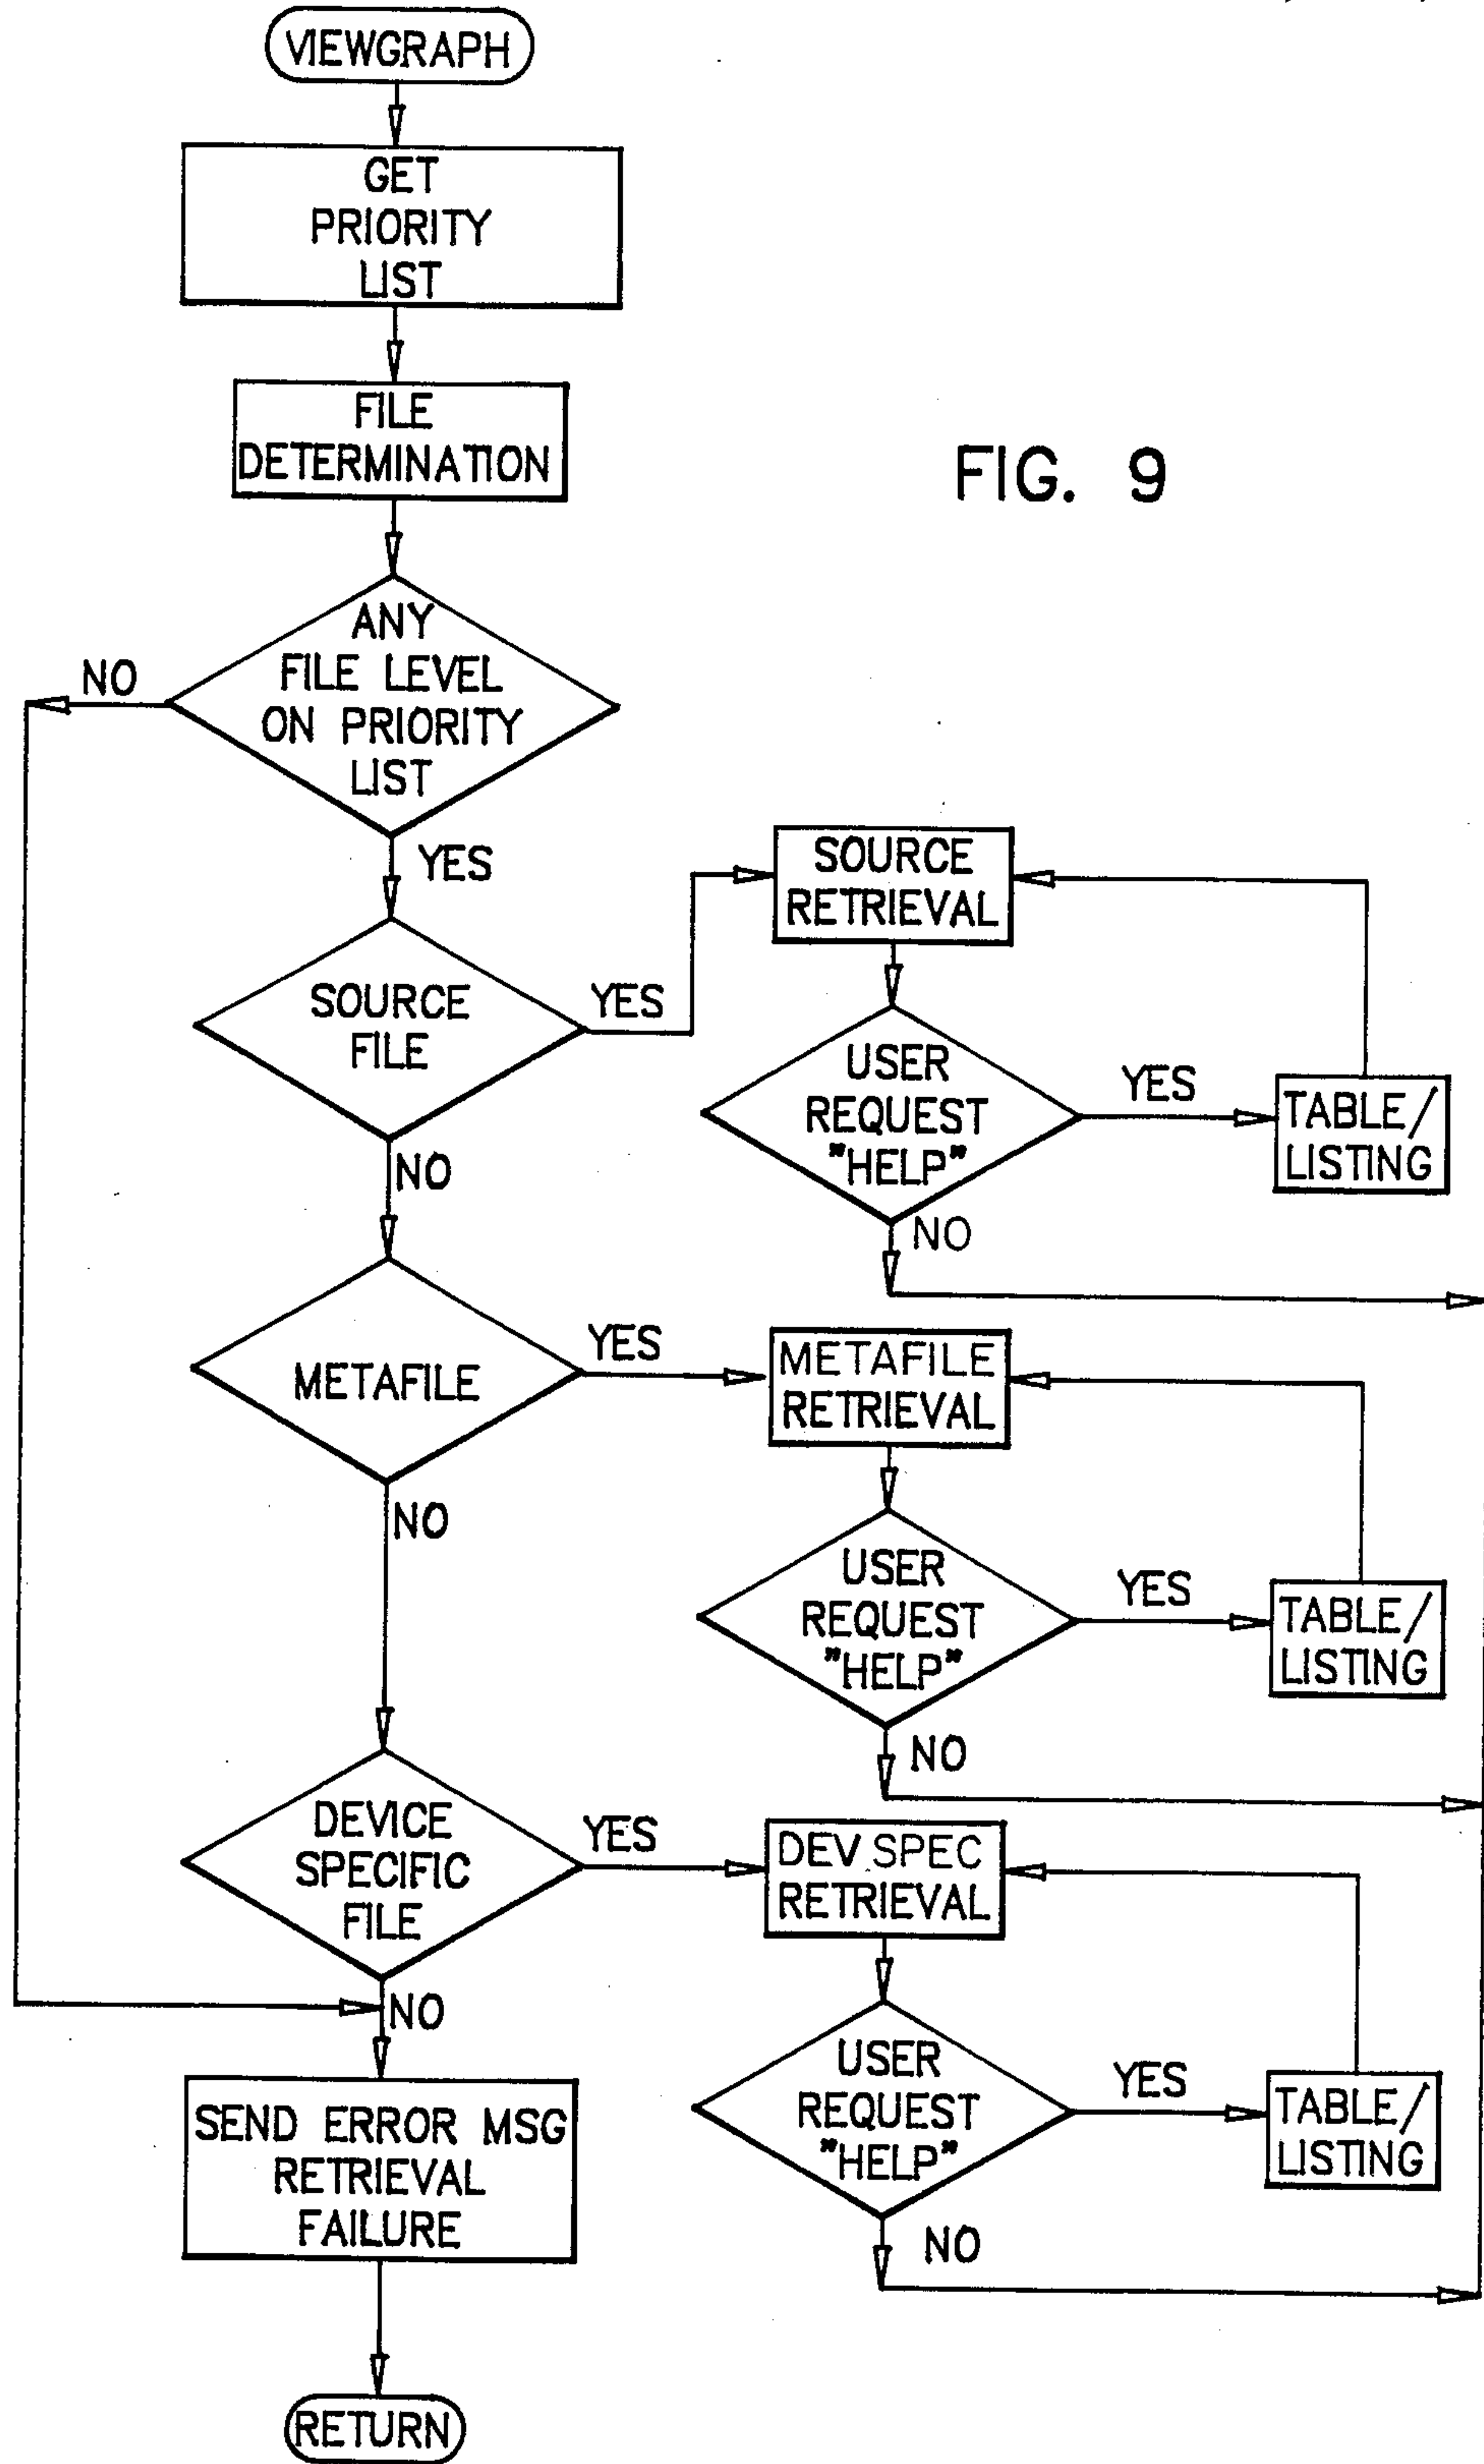 VIEWGRAPH
GET
PRIORITY
LIST
FILE
DETERMINATION
FIG. 9
ANY
FILE LEVEL
ON PRIORITY
LIST
NO
YES
SOURCE
FILE
YES
SOURCE
RETRIEVAL
USER
REQUEST
"HELP"
YES
TABLE/
LISTING
NO
NO
METAFILE
YES
METAFILE
RETRIEVAL
USER
REQUEST
"HELP"
YES
TABLE/
LISTING
NO
NO
DEVICE
SPECIFIC
FILE
YES
DEV SPEC
RETRIEVAL
USER
REQUEST
"HELP"
YES
TABLE/
LISTING
NO
NO
SEND ERROR MSG
RETRIEVAL
FAILURE
RETURN